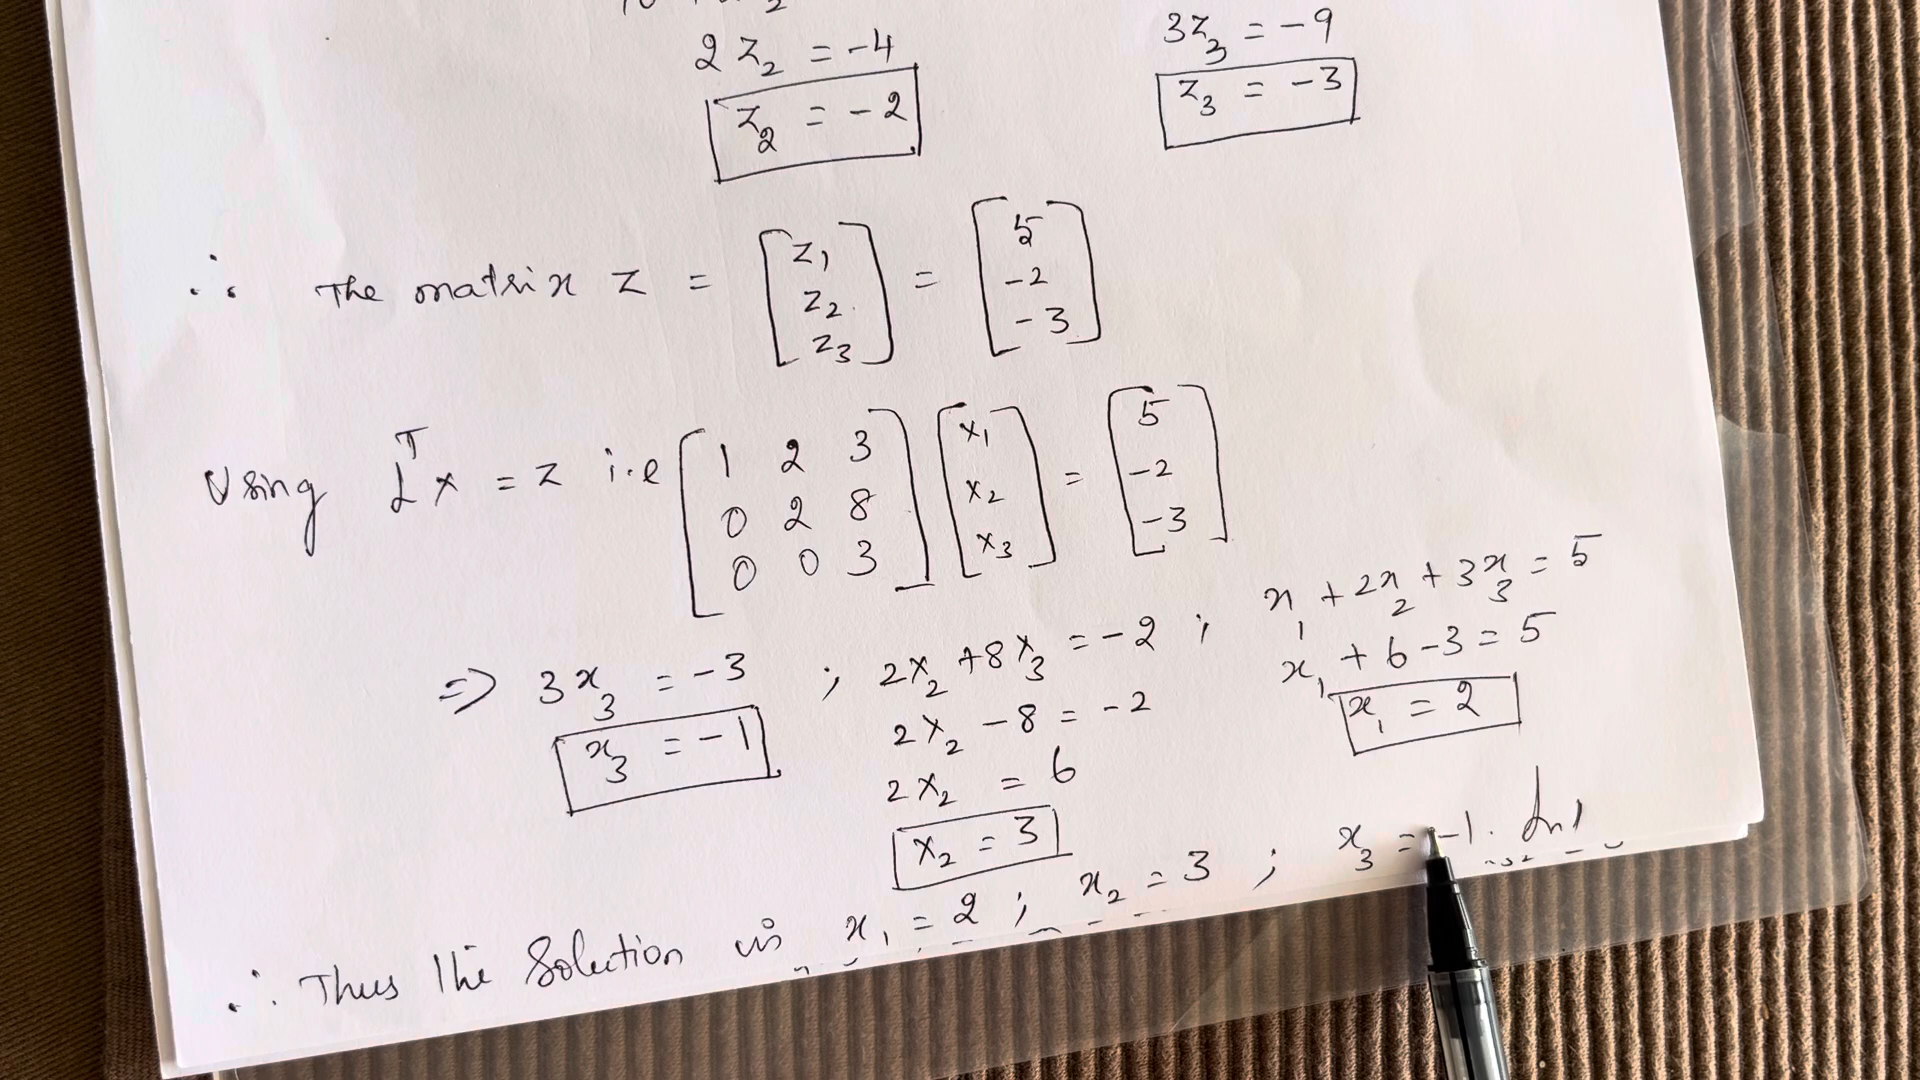 2 z₂ = -4
3z₃ = -9
z₂ = -2
z₃ = -3
∴ The matrix z = [z₁ z₂ z₃] = [5 -2 -3]
Using Lᵀx = z i.e [1 2 3; 0 2 8; 0 0 3] [x₁ x₂ x₃] = [5 -2 -3]
⇒ 3x₃ = -3 ; 2x₂ + 8x₃ = -2 ; x₁ + 2x₂ + 3x₃ = 5
x₃ = -1
2x₂ - 8 = -2
2x₂ = 6
x₂ = 3
x₁ + 6 - 3 = 5
x₁ = 2
∴ Thus the Solution is x₁ = 2 ; x₂ = 3 ; x₃ = -1.